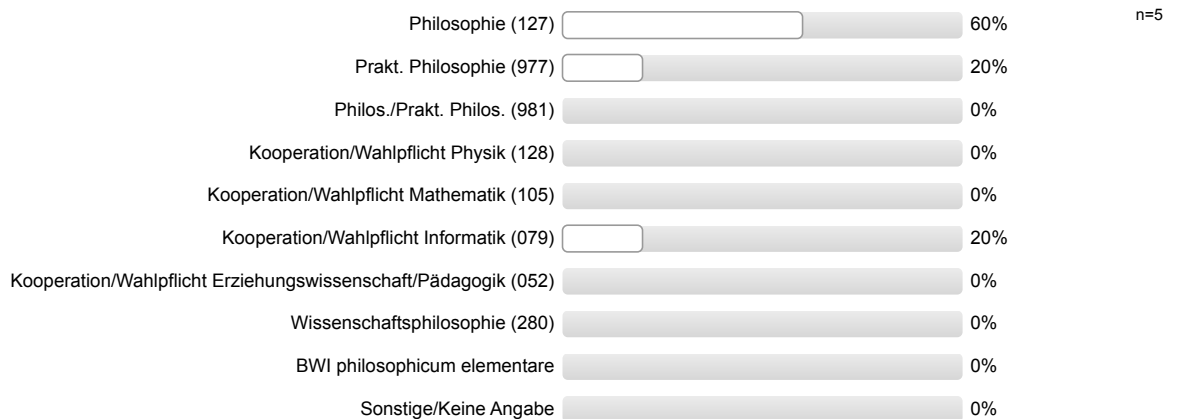 Philosophie (127) 60% n=5
Prakt. Philosophie (977) 20%
Philos./Prakt. Philos. (981) 0%
Kooperation/Wahlpflicht Physik (128) 0%
Kooperation/Wahlpflicht Mathematik (105) 0%
Kooperation/Wahlpflicht Informatik (079) 20%
Kooperation/Wahlpflicht Erziehungswissenschaft/Pädagogik (052) 0%
Wissenschaftsphilosophie (280) 0%
BWI philosophicum elementare 0%
Sonstige/Keine Angabe 0%